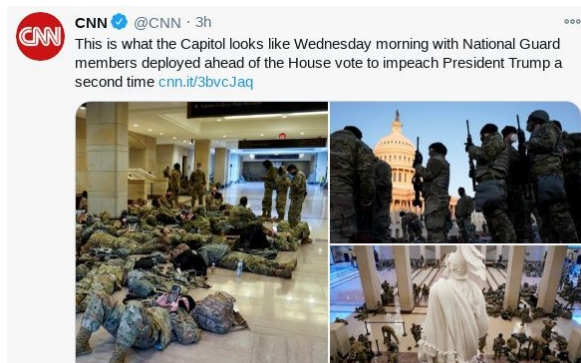 CNN
CNN @CNN · 3h
This is what the Capitol looks like Wednesday morning with National Guard
members deployed ahead of the House vote to impeach President Trump a
second time cnn.it/3bvcJaq